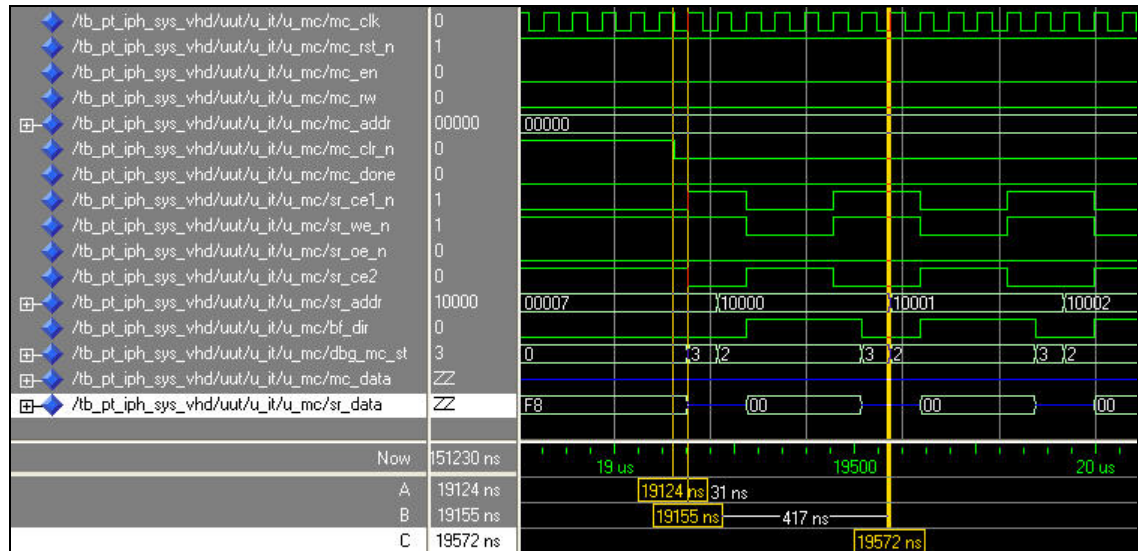 /tb_pt_iph_sys_vhd/uut/u_it/u_mc/mc_clk 0
/tb_pt_iph_sys_vhd/uut/u_it/u_mc/mc_rst_n 1
/tb_pt_iph_sys_vhd/uut/u_it/u_mc/mc_en 0
/tb_pt_iph_sys_vhd/uut/u_it/u_mc/mc_rw 0
/tb_pt_iph_sys_vhd/uut/u_it/u_mc/mc_addr 00000 00000
/tb_pt_iph_sys_vhd/uut/u_it/u_mc/mc_clr_n 0
/tb_pt_iph_sys_vhd/uut/u_it/u_mc/mc_done 0
/tb_pt_iph_sys_vhd/uut/u_it/u_mc/sr_ce1_n 1
/tb_pt_iph_sys_vhd/uut/u_it/u_mc/sr_we_n 1
/tb_pt_iph_sys_vhd/uut/u_it/u_mc/sr_oe_n 0
/tb_pt_iph_sys_vhd/uut/u_it/u_mc/sr_ce2 0
/tb_pt_iph_sys_vhd/uut/u_it/u_mc/sr_addr 10000 00007 10000 10001 10002
/tb_pt_iph_sys_vhd/uut/u_it/u_mc/bf_dir 0
/tb_pt_iph_sys_vhd/uut/u_it/u_mc/dbg_mc_st 3 0 3 2 3 2 3 2
/tb_pt_iph_sys_vhd/uut/u_it/u_mc/mc_data ZZ
/tb_pt_iph_sys_vhd/uut/u_it/u_mc/sr_data ZZ F8 00 00 00
Now 151230 ns 19 us 19500 20 us
A 19124 ns 19124 ns 31 ns
B 19155 ns 19155 ns 417 ns
C 19572 ns 19572 ns